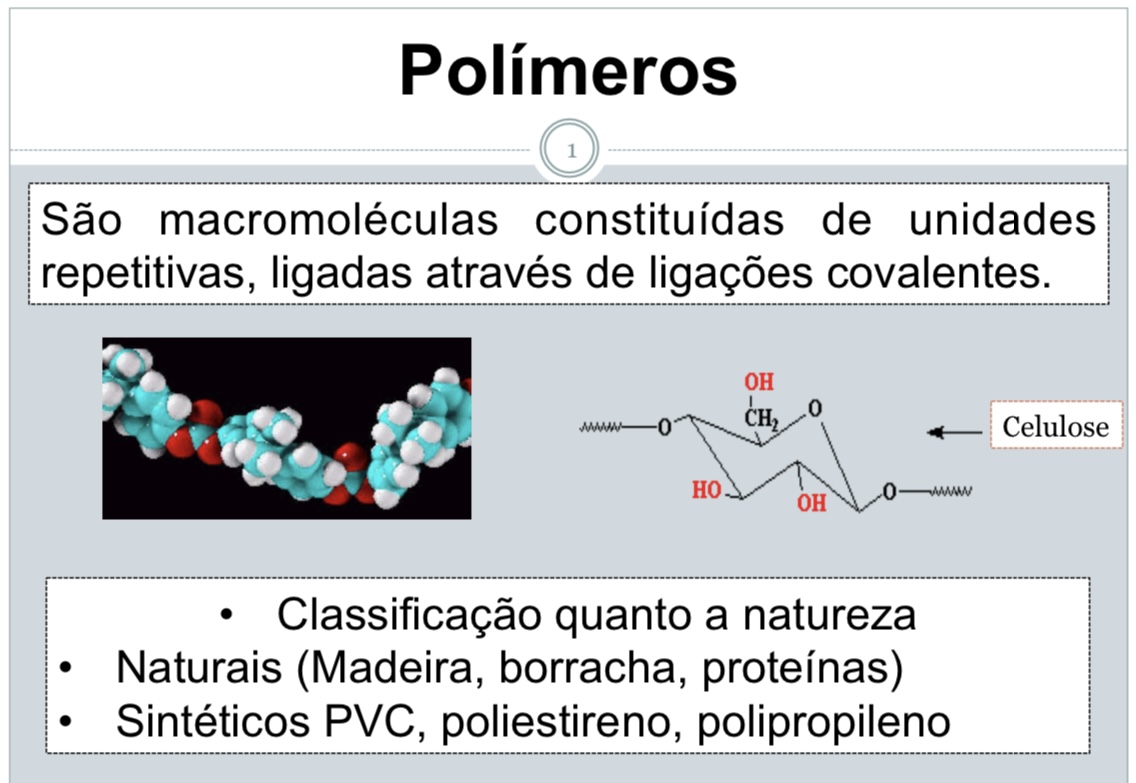 Polímeros
1
São macromoléculas constituídas de unidades
repetitivas, ligadas através de ligações covalentes.
OH
CH₂
O
O
HO
OH
O
Celulose
• Classificação quanto a natureza
• Naturais (Madeira, borracha, proteínas)
• Sintéticos PVC, poliestireno, polipropileno